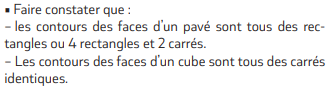 ▪ Faire constater que :
– les contours des faces d’un pavé sont tous des rec-
tangles ou 4 rectangles et 2 carrés.
– Les contours des faces d’un cube sont tous des carrés
identiques.